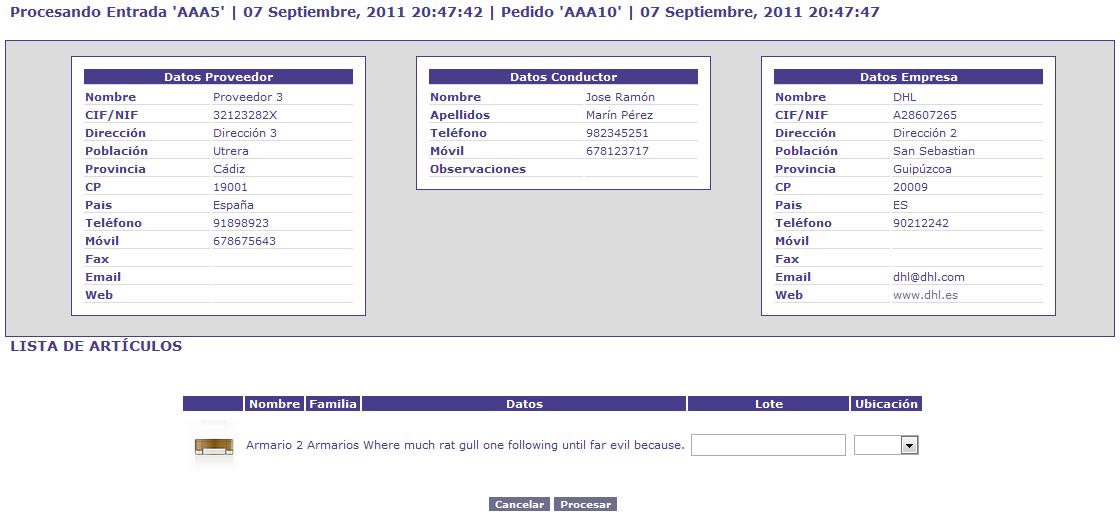 Procesando Entrada 'AAA5' | 07 Septiembre, 2011 20:47:42 | Pedido 'AAA10' | 07 Septiembre, 2011 20:47:47
Datos Proveedor
Nombre Proveedor 3
CIF/NIF 32123282X
Dirección Dirección 3
Población Utrera
Provincia Cádiz
CP 19001
Pais España
Teléfono 91898923
Móvil 678675643
Fax
Email
Web
Datos Conductor
Nombre Jose Ramón
Apellidos Marín Pérez
Teléfono 982345251
Móvil 678123717
Observaciones
Datos Empresa
Nombre DHL
CIF/NIF A28607265
Dirección Dirección 2
Población San Sebastian
Provincia Guipúzcoa
CP 20009
Pais ES
Teléfono 90212242
Móvil
Fax
Email dhl@dhl.com
Web www.dhl.es
LISTA DE ARTÍCULOS
Nombre Familia Datos Lote Ubicación
Armario 2 Armarios Where much rat gull one following until far evil because.
Cancelar Procesar